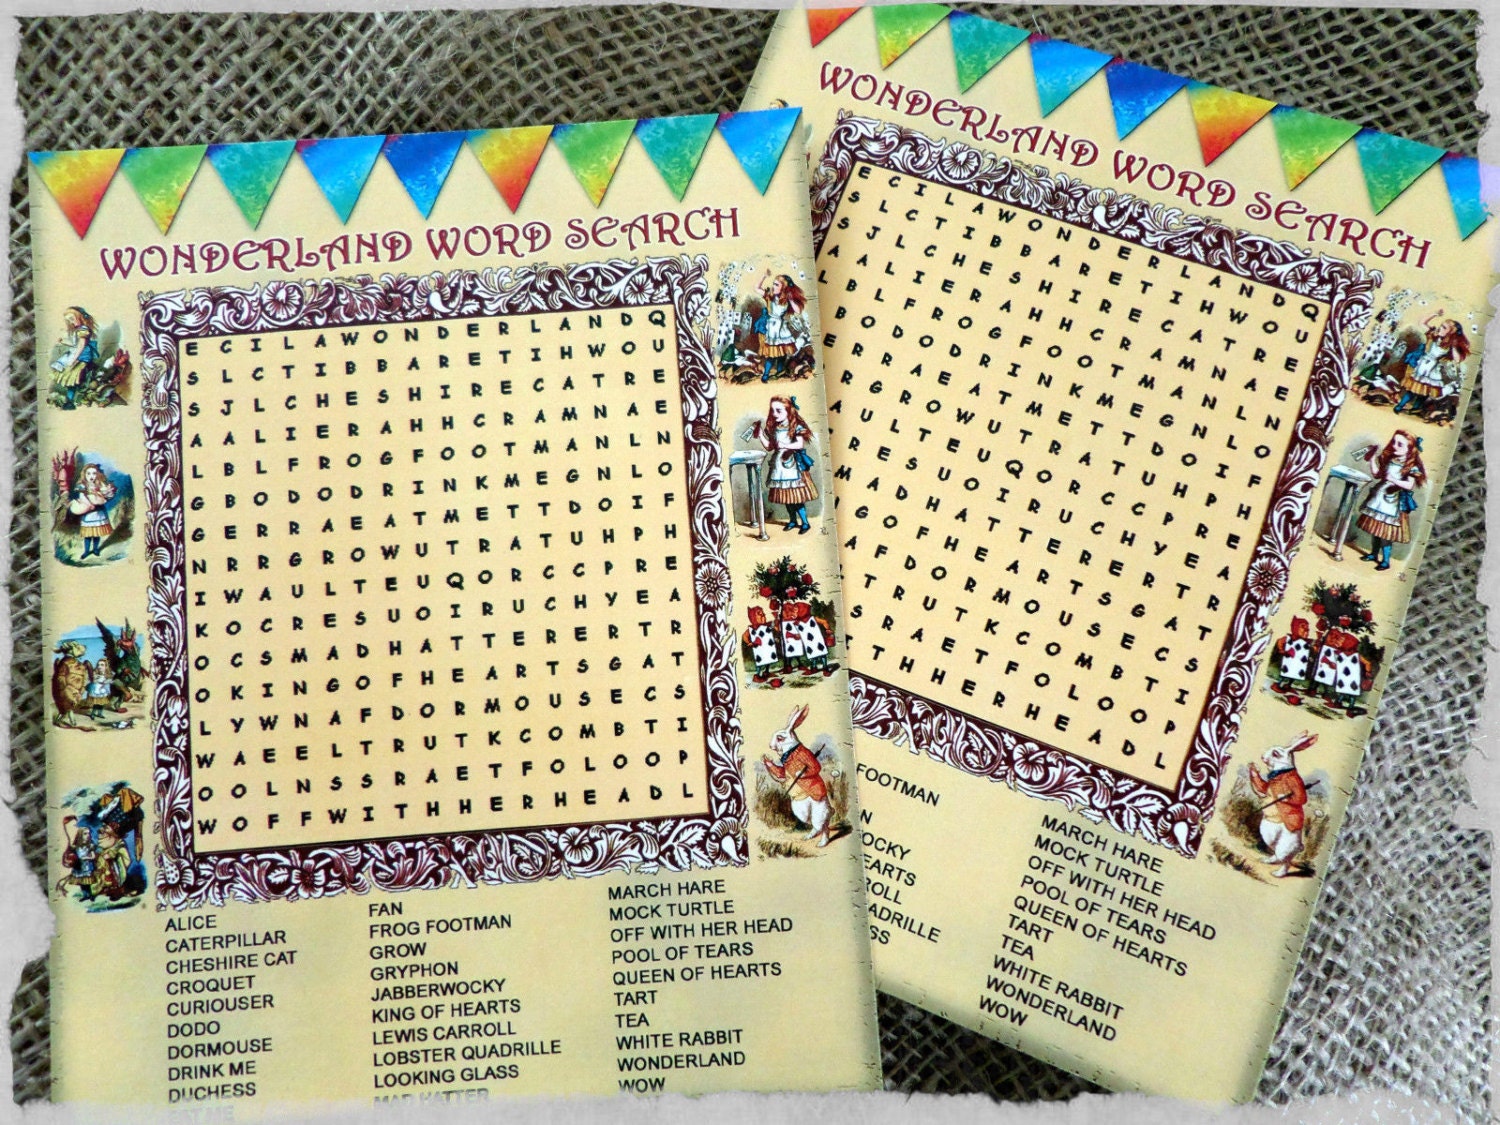 WONDERLAND WORD SEARCH
E C I L A W O N D E R L A N D Q
S L C T I B B A R E T I H W O U
S J L C H E S H I R E C A T R E
A A L I E R A H H C R A M N A E
L B L F R O G F O O T M A N L N
G B O D O D R I N K M E G N L O
G E R R A E A T M E T T D O I F
N R R G R O W U T R A T U H P H
I W A U L T E U Q O R C C P R E
K O C R E S U O I R U C H Y E A
O C S M A D H A T T E R E R T R
O K I N G O F H E A R T S G A T
L Y W N A F D O R M O U S E C S
W A E E L T R U T K C O M B T I
O O L N S S R A E T F O L O O P
W O F F W I T H H E R H E A D L
ALICE
CATERPILLAR
CHESHIRE CAT
CROQUET
CURIOUSER
DODO
DORMOUSE
DRINK ME
DUCHESS
FAN
FROG FOOTMAN
GROW
GRYPHON
JABBERWOCKY
KING OF HEARTS
LEWIS CARROLL
LOBSTER QUADRILLE
LOOKING GLASS
MAD HATTER
MARCH HARE
MOCK TURTLE
OFF WITH HER HEAD
POOL OF TEARS
QUEEN OF HEARTS
TART
TEA
WHITE RABBIT
WONDERLAND
WOW
WONDERLAND WORD SEARCH
E C I L A W O N D E R L A N D Q
S L C T I B B A R E T I H W O U
S J L C H E S H I R E C A T R E
A A L I E R A H H C R A M N A E
L B L F R O G F O O T M A N L N
B O D O D R I N K M E G N L O
E R R A E A T M E T T D O I F
R G R O W U T R A T U H P H
A U L T E U Q O R C C P R E
R E S U O I R U C H Y E A
M A D H A T T E R E R T R
G O F H E A R T S G A T
A F D O R M O U S E C S
T R U T K C O M B T I
S R A E T F O L O O P
T H H E R H E A D L
FOOTMAN
MARCH HARE
MOCK TURTLE
OFF WITH HER HEAD
POOL OF TEARS
QUEEN OF HEARTS
TART
TEA
WHITE RABBIT
WONDERLAND
WOW